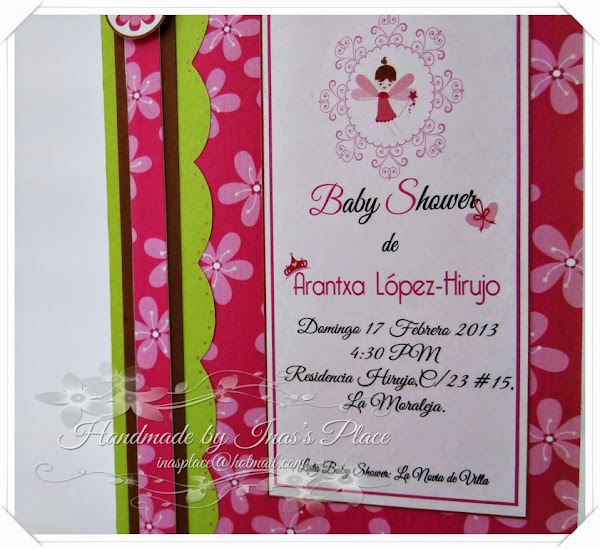 Baby Shower
de
Arantxa López-Hirujo
Domingo 17 Febrero 2013
4:30 PM
Residencia Hirujo,C/23 #15,
La Moraleja.
Lista Baby Shower: La Novia de Villa
Handmade by Inas's Place
inasplace@hotmail.com